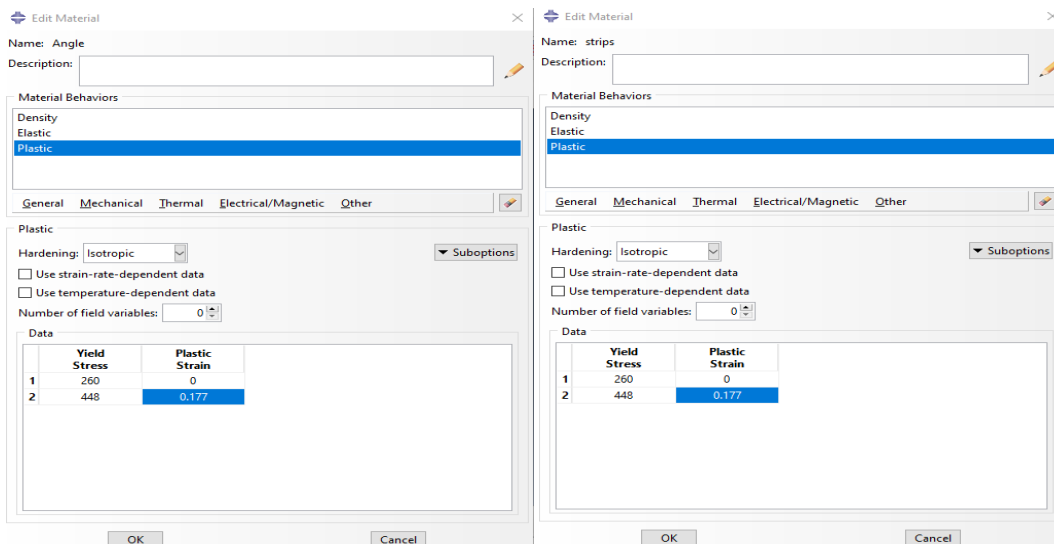 Edit Material
Name: Angle
Description:
Material Behaviors
Density
Elastic
Plastic
General Mechanical Thermal Electrical/Magnetic Other
Plastic
Hardening: Isotropic
Suboptions
Use strain-rate-dependent data
Use temperature-dependent data
Number of field variables: 0
Data
Yield Stress Plastic Strain
1 260 0
2 448 0.177
OK Cancel
Edit Material
Name: strips
Description:
Material Behaviors
Density
Elastic
Plastic
General Mechanical Thermal Electrical/Magnetic Other
Plastic
Hardening: Isotropic
Suboptions
Use strain-rate-dependent data
Use temperature-dependent data
Number of field variables: 0
Data
Yield Stress Plastic Strain
1 260 0
2 448 0.177
OK Cancel